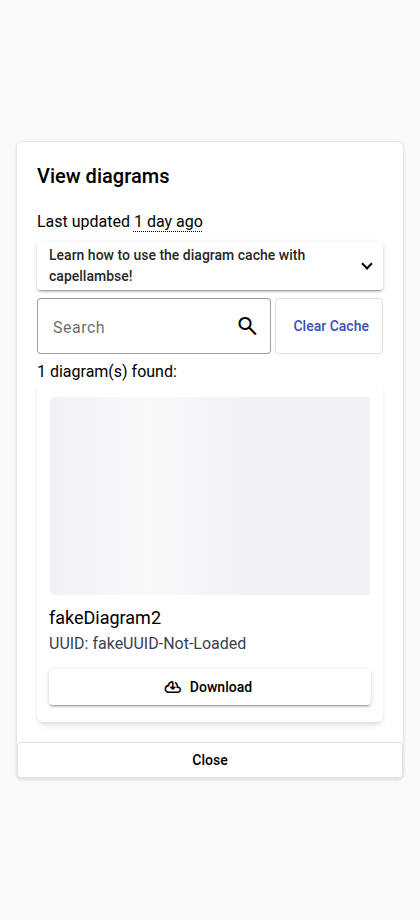 View diagrams
Last updated 1 day ago
Learn how to use the diagram cache with
capellambse!
Search
Clear Cache
1 diagram(s) found:
fakeDiagram2
UUID: fakeUUID-Not-Loaded
Download
Close